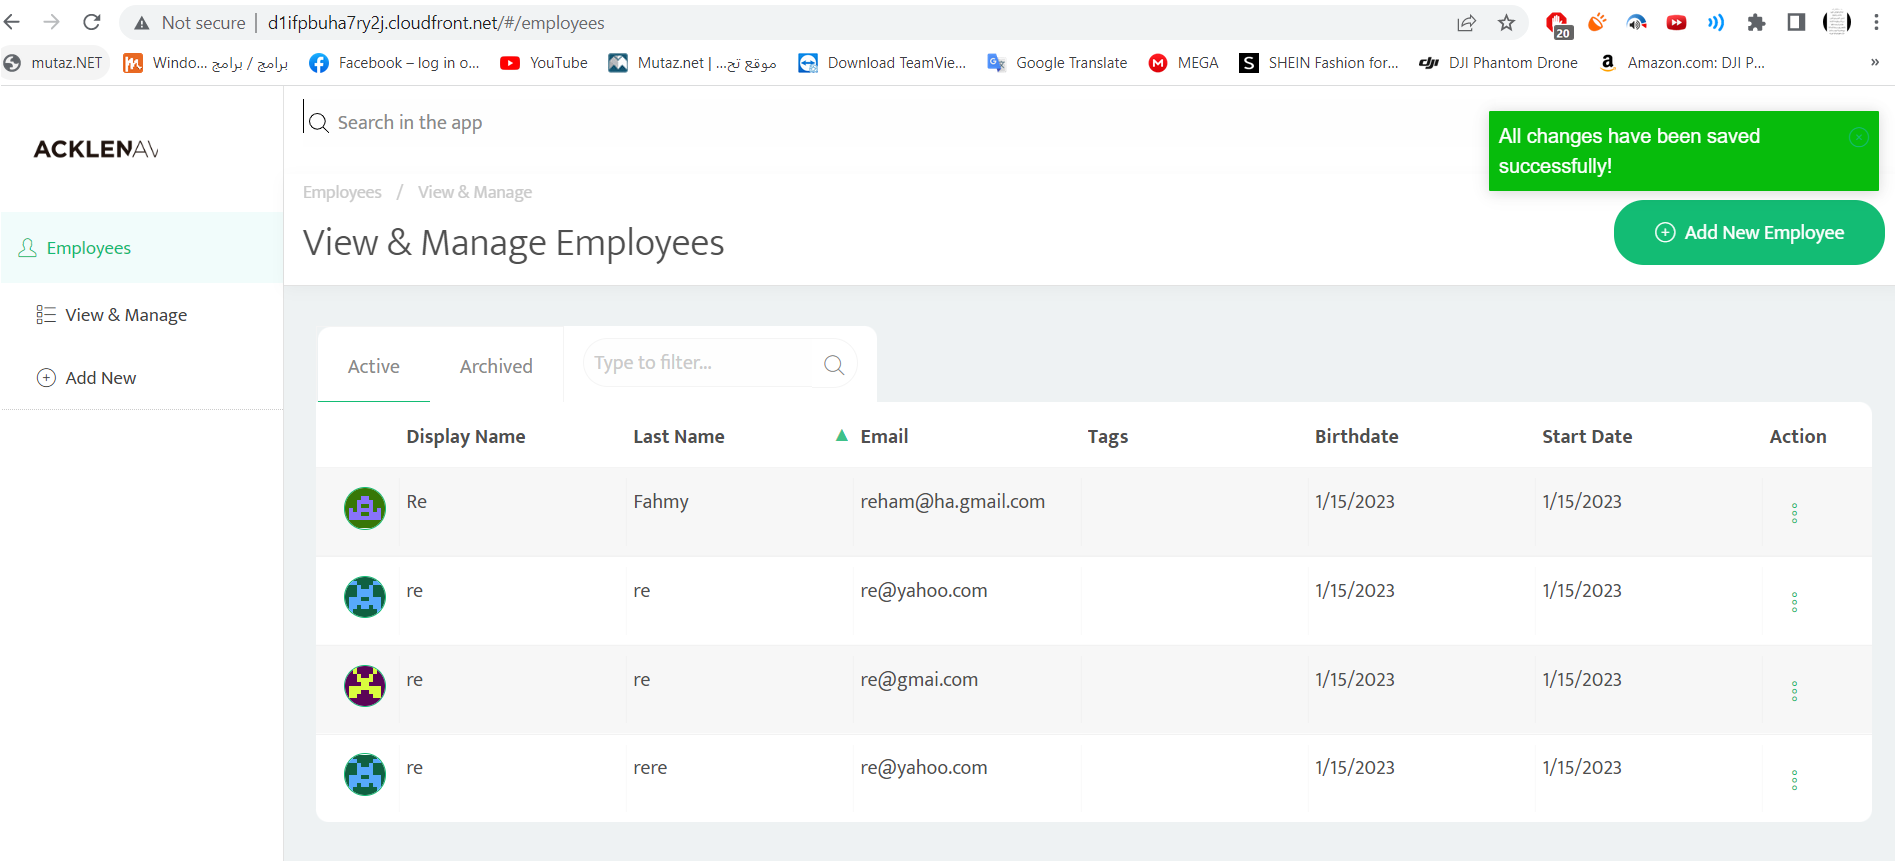 Not secure | d1ifpbuha7ry2j.cloudfront.net/#/employees
20
mutaz.NET Windo... برامج / برامج Facebook – log in o... YouTube Mutaz.net | موقع تح... Download TeamVie... Google Translate MEGA SHEIN Fashion for... DJI Phantom Drone Amazon.com: DJI P... »
ACKLENAV
Search in the app
All changes have been saved
successfully!
Employees / View & Manage
View & Manage Employees
Add New Employee
Employees
View & Manage
Add New
Active Archived Type to filter...
Display Name Last Name Email Tags Birthdate Start Date Action
Re Fahmy reham@ha.gmail.com 1/15/2023 1/15/2023
re re re@yahoo.com 1/15/2023 1/15/2023
re re re@gmai.com 1/15/2023 1/15/2023
re rere re@yahoo.com 1/15/2023 1/15/2023